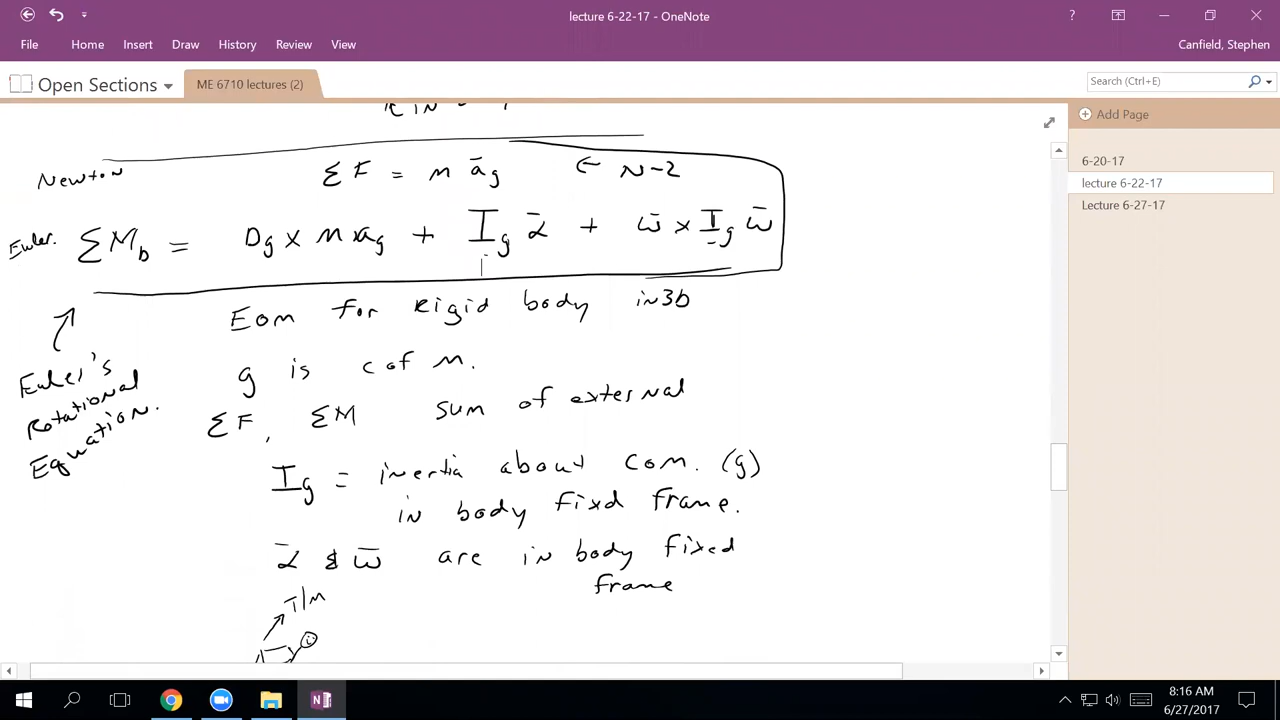 lecture 6-22-17 - OneNote
?
File Home Insert Draw History Review View
Canfield, Stephen
Open Sections
ME 6710 lectures (2)
Search (Ctrl+E)
Add Page
6-20-17
lecture 6-22-17
Lecture 6-27-17
Newton ΣF = m āg ← N-2
Euler. ΣMb = Dg × m × ag + Ig ᾱ + ω̄ × Ig ω̄
Eom for Rigid body in 3D
Euler's
Rotational
Equation.
g is c of m.
ΣF, ΣM sum of external
Ig = inertia about com. (g)
in body fixd frame.
ᾱ & ω̄ are in body fixed
frame
T/M
i
8:16 AM
6/27/2017